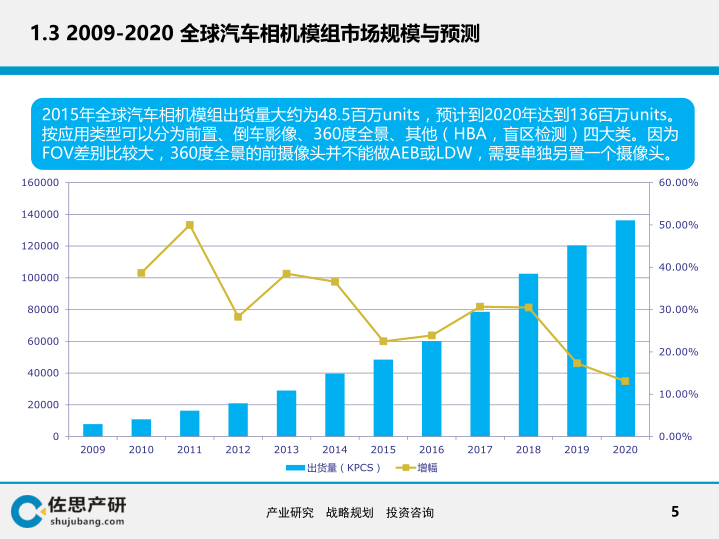 1.3 2009-2020 全球汽车相机模组市场规模与预测
2015年全球汽车相机模组出货量大约为48.5百万units，预计到2020年达到136百万units。
按应用类型可以分为前置、倒车影像、360度全景、其他（HBA，盲区检测）四大类。因为
FOV差别比较大，360度全景的前摄像头并不能做AEB或LDW，需要单独另置一个摄像头。
160000
140000
120000
100000
80000
60000
40000
20000
0
60.00%
50.00%
40.00%
30.00%
20.00%
10.00%
0.00%
2009 2010 2011 2012 2013 2014 2015 2016 2017 2018 2019 2020
出货量（KPCS） 增幅
佐思产研
shujubang.com
产业研究 战略规划 投资咨询
5